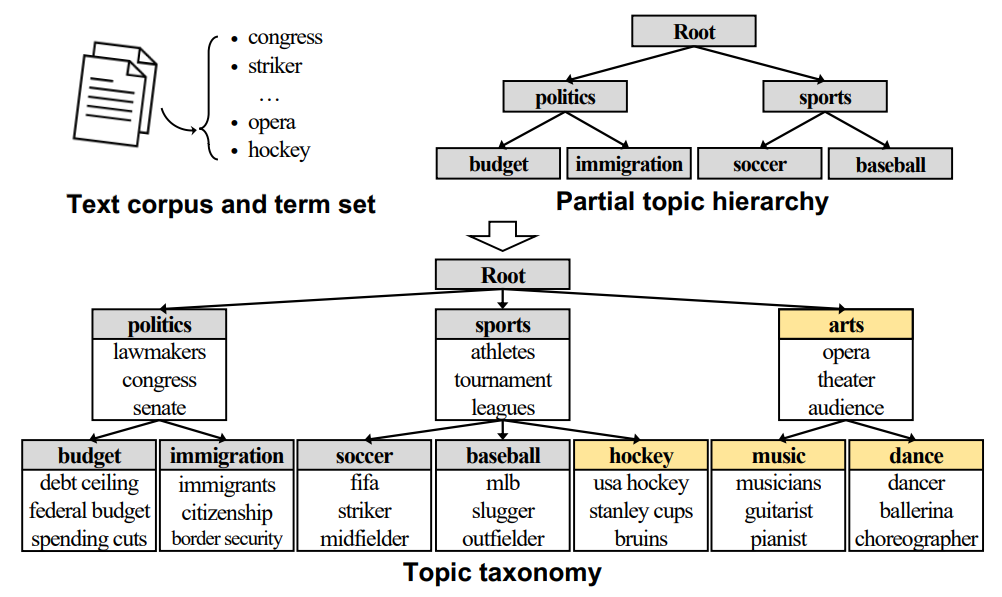 • congress
• striker
...
• opera
• hockey
Text corpus and term set
Root
politics sports
budget immigration soccer baseball
Partial topic hierarchy
Root
politics
lawmakers
congress
senate
sports
athletes
tournament
leagues
arts
opera
theater
audience
budget
debt ceiling
federal budget
spending cuts
immigration
immigrants
citizenship
border security
soccer
fifa
striker
midfielder
baseball
mlb
slugger
outfielder
hockey
usa hockey
stanley cups
bruins
music
musicians
guitarist
pianist
dance
dancer
ballerina
choreographer
Topic taxonomy